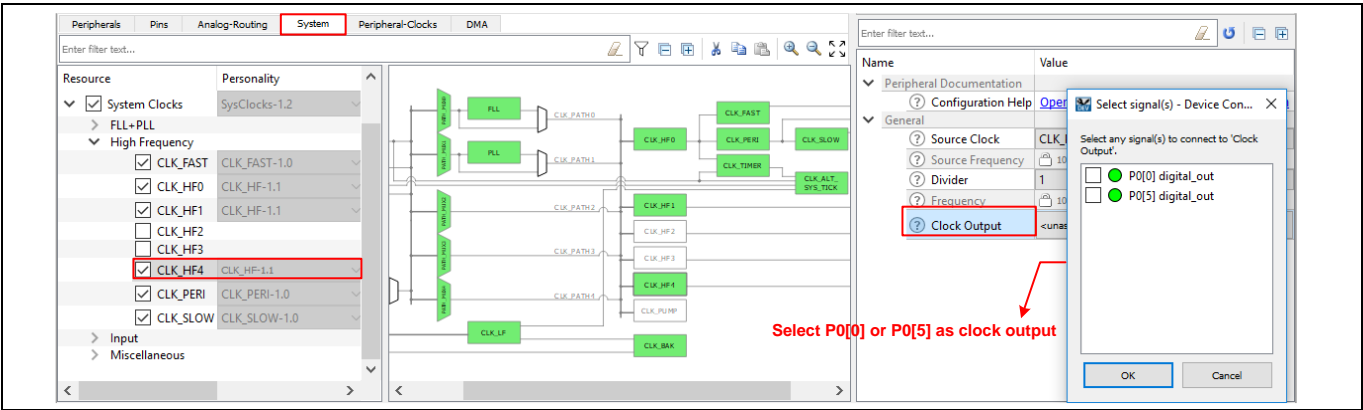 Peripherals Pins Analog-Routing System Peripheral-Clocks DMA
Enter filter text...
Resource Personality
System Clocks SysClocks-1.2
FLL+PLL
High Frequency
CLK_FAST CLK_FAST-1.0
CLK_HF0 CLK_HF-1.1
CLK_HF1 CLK_HF-1.1
CLK_HF2
CLK_HF3
CLK_HF4 CLK_HF-1.1
CLK_PERI CLK_PERI-1.0
CLK_SLOW CLK_SLOW-1.0
Input
Miscellaneous
PLL CLK_PATH0 CLK_FAST
CLK_HF0 CLK_PERI CLK_SLOW
PLL CLK_PATH1 CLK_TIMER
CLK_ALT_
SYS_TICK
CLK_PATH2 CLK_HF1
CLK_HF2
CLK_PATH3 CLK_HF3
CLK_HF4
CLK_PATH4 CLK_PUMP
CLK_LF
CLK_BAK
Enter filter text...
Name Value
Peripheral Documentation
Configuration Help Open
General
Source Clock CLK_
Source Frequency 10
Divider 1
Frequency 10
Clock Output <unas
Select signal(s) - Device Con...
Select any signal(s) to connect to 'Clock
Output'.
P0[0] digital_out
P0[5] digital_out
OK Cancel
Select P0[0] or P0[5] as clock output